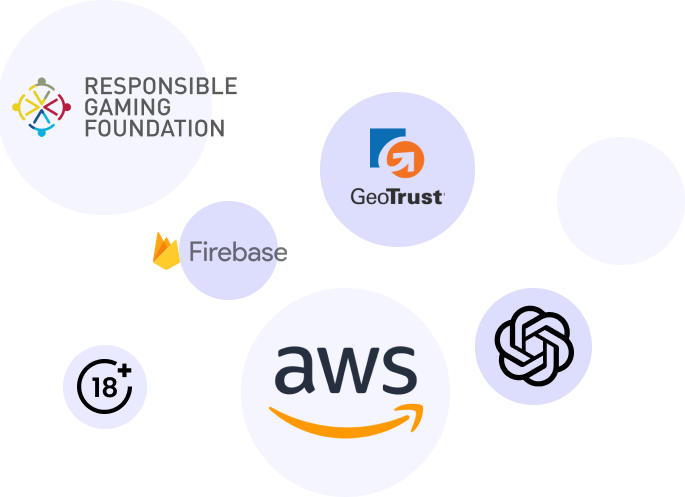 RESPONSIBLE
GAMING
FOUNDATION
GeoTrust
Firebase
18+
aws